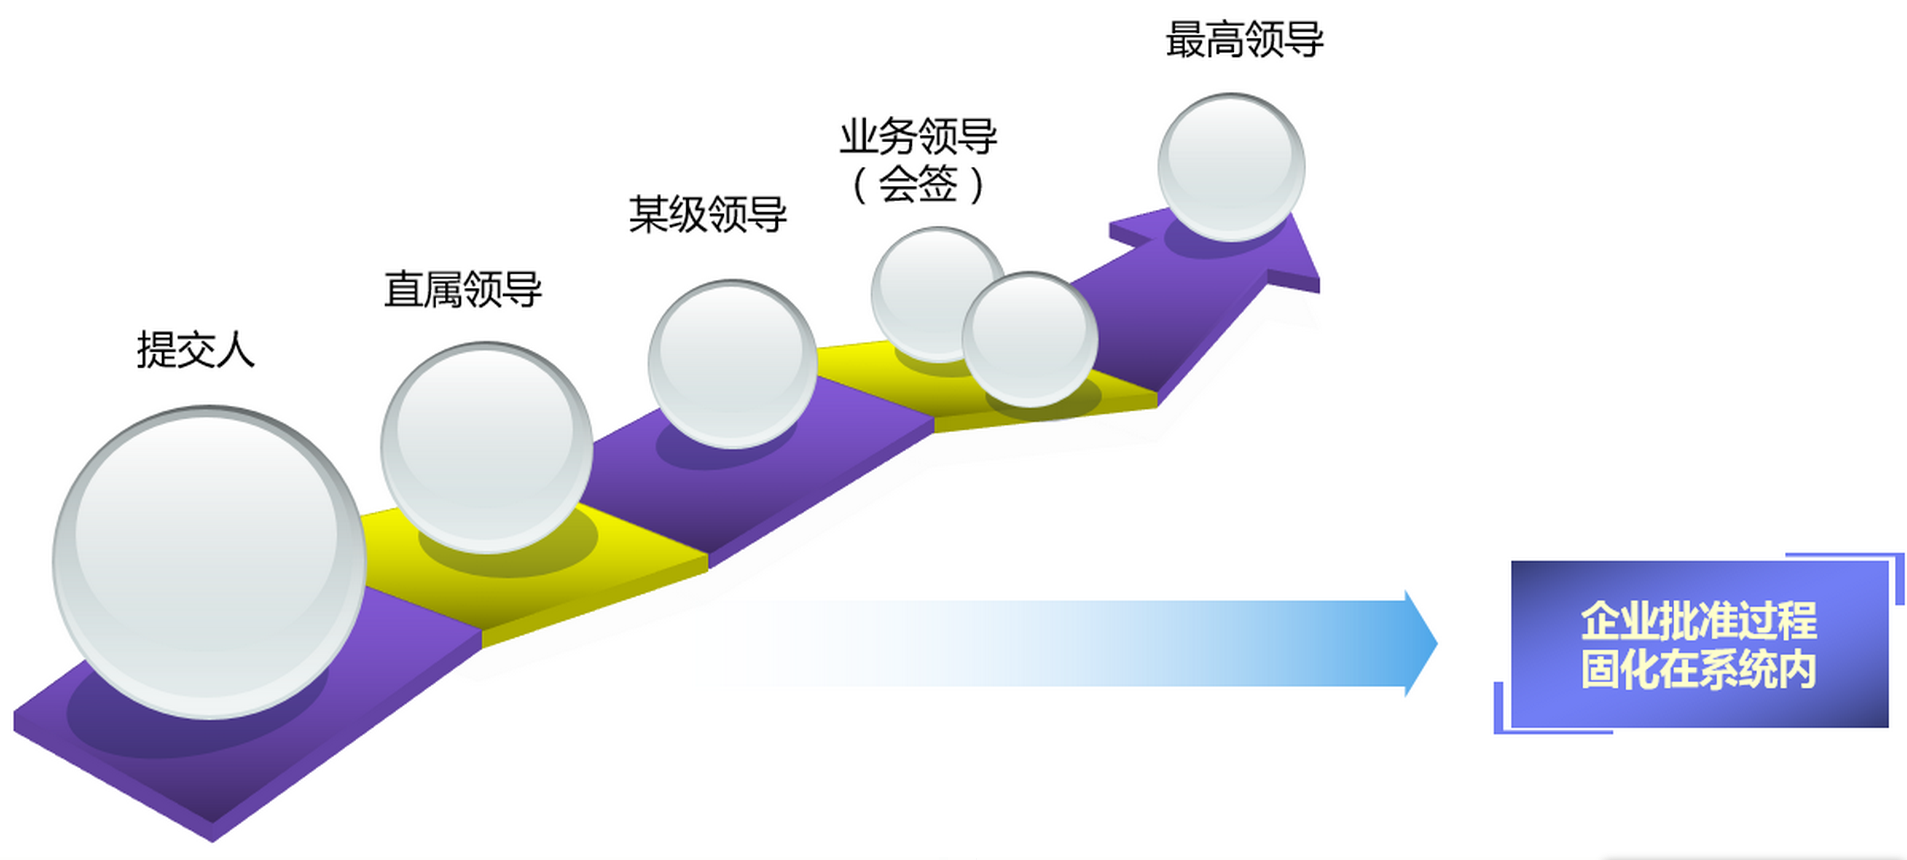 提交人
直属领导
某级领导
业务领导
（会签）
最高领导
企业批准过程
固化在系统内